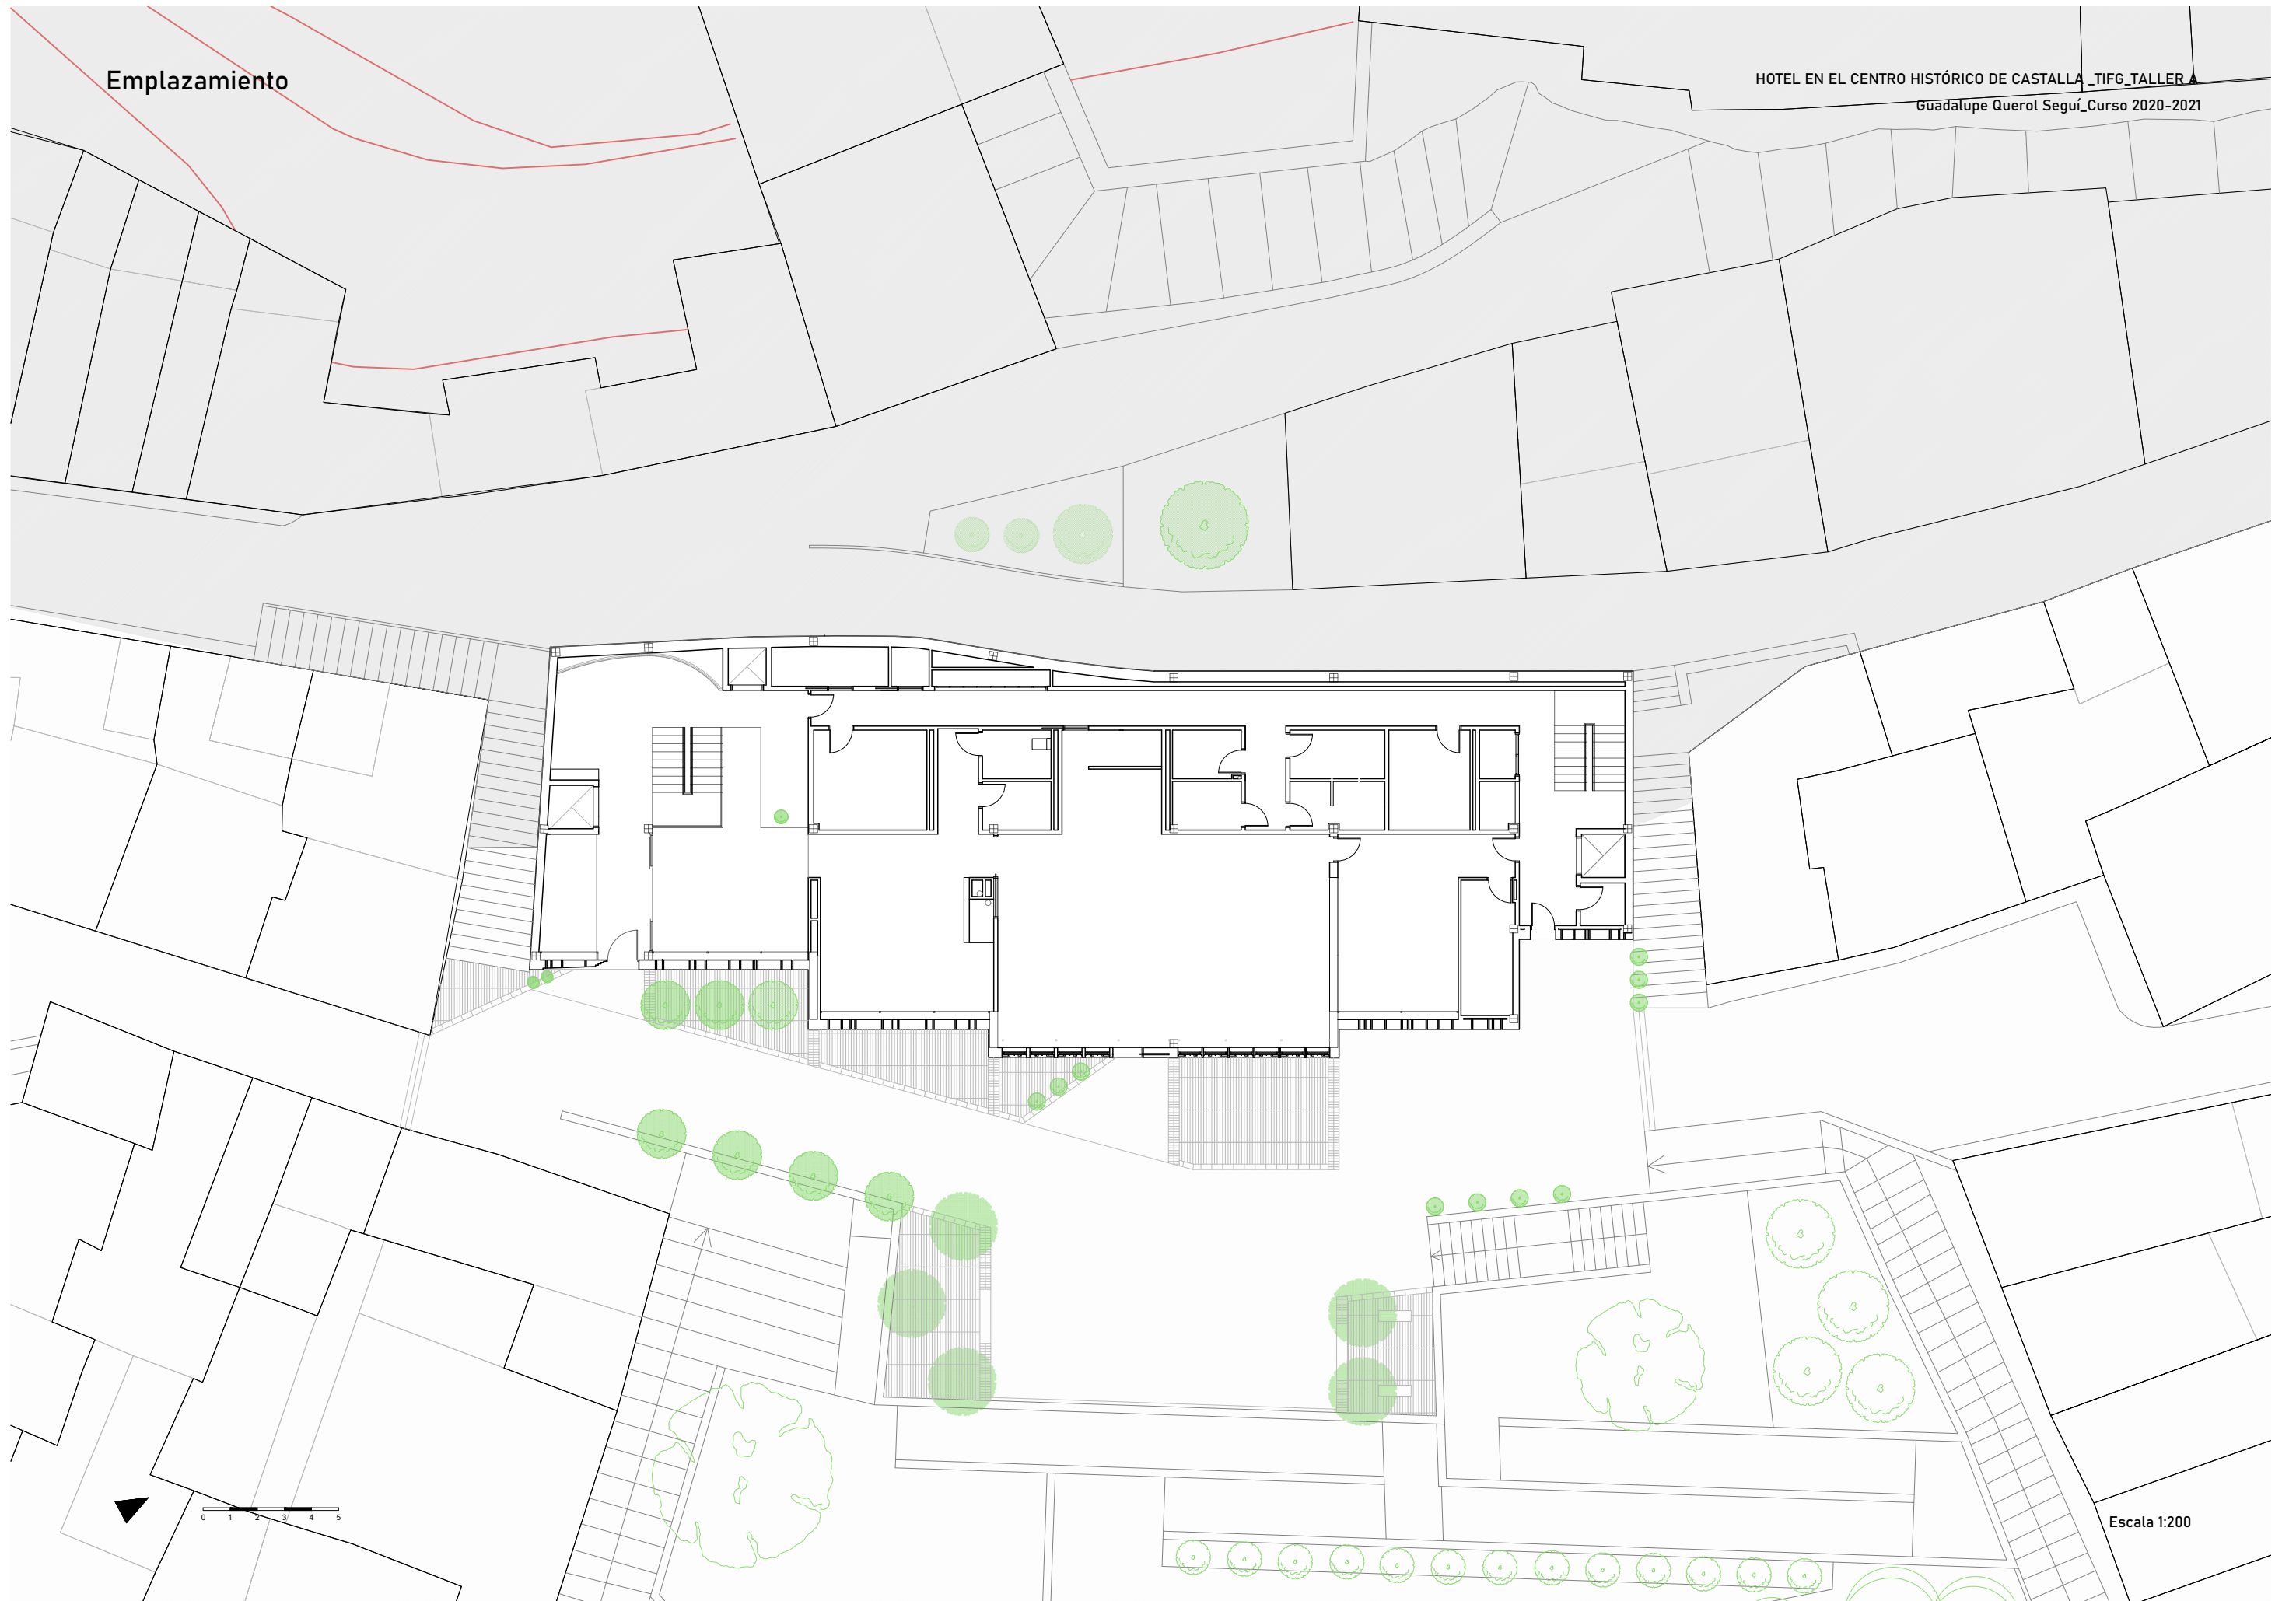 Emplazamiento
HOTEL EN EL CENTRO HISTÓRICO DE CASTALLA _TIFG_TALLER A
Guadalupe Querol Seguí_Curso 2020-2021
0 1 2 3 4 5
Escala 1:200